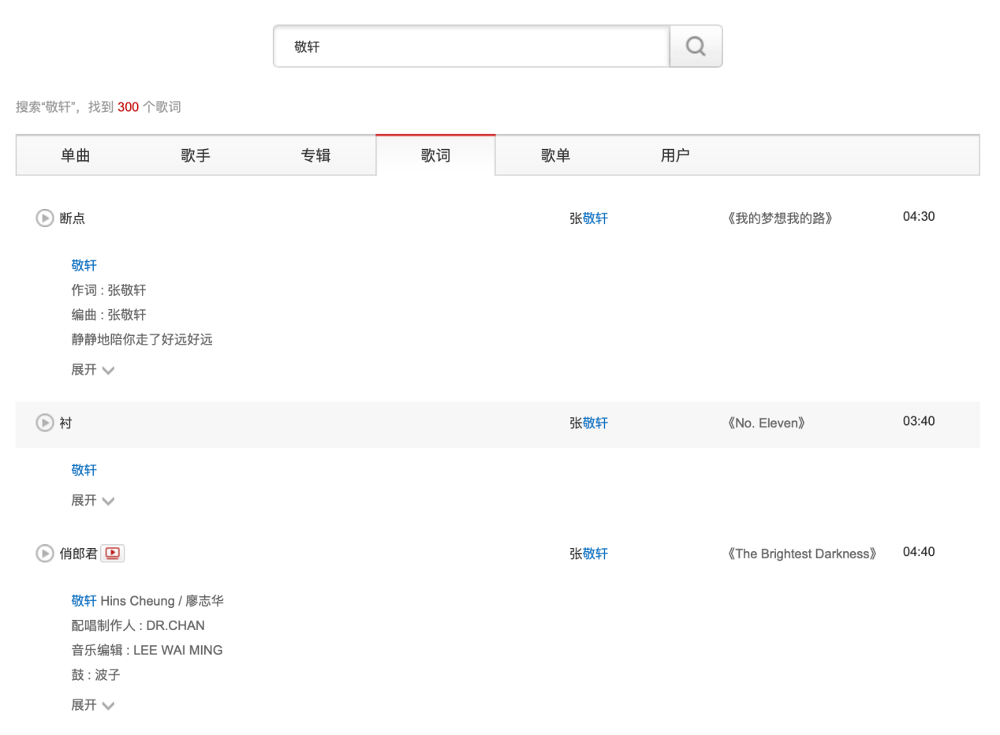 敬轩
搜索“敬轩”，找到 300 个歌词
单曲 歌手 专辑 歌词 歌单 用户
断点 张敬轩 《我的梦想我的路》 04:30
敬轩
作词 : 张敬轩
编曲 : 张敬轩
静静地陪你走了好远好远
展开
衬 张敬轩 《No. Eleven》 03:40
敬轩
展开
俏郎君 张敬轩 《The Brightest Darkness》 04:40
敬轩 Hins Cheung / 廖志华
配唱制作人 : DR.CHAN
音乐编辑 : LEE WAI MING
鼓 : 波子
展开